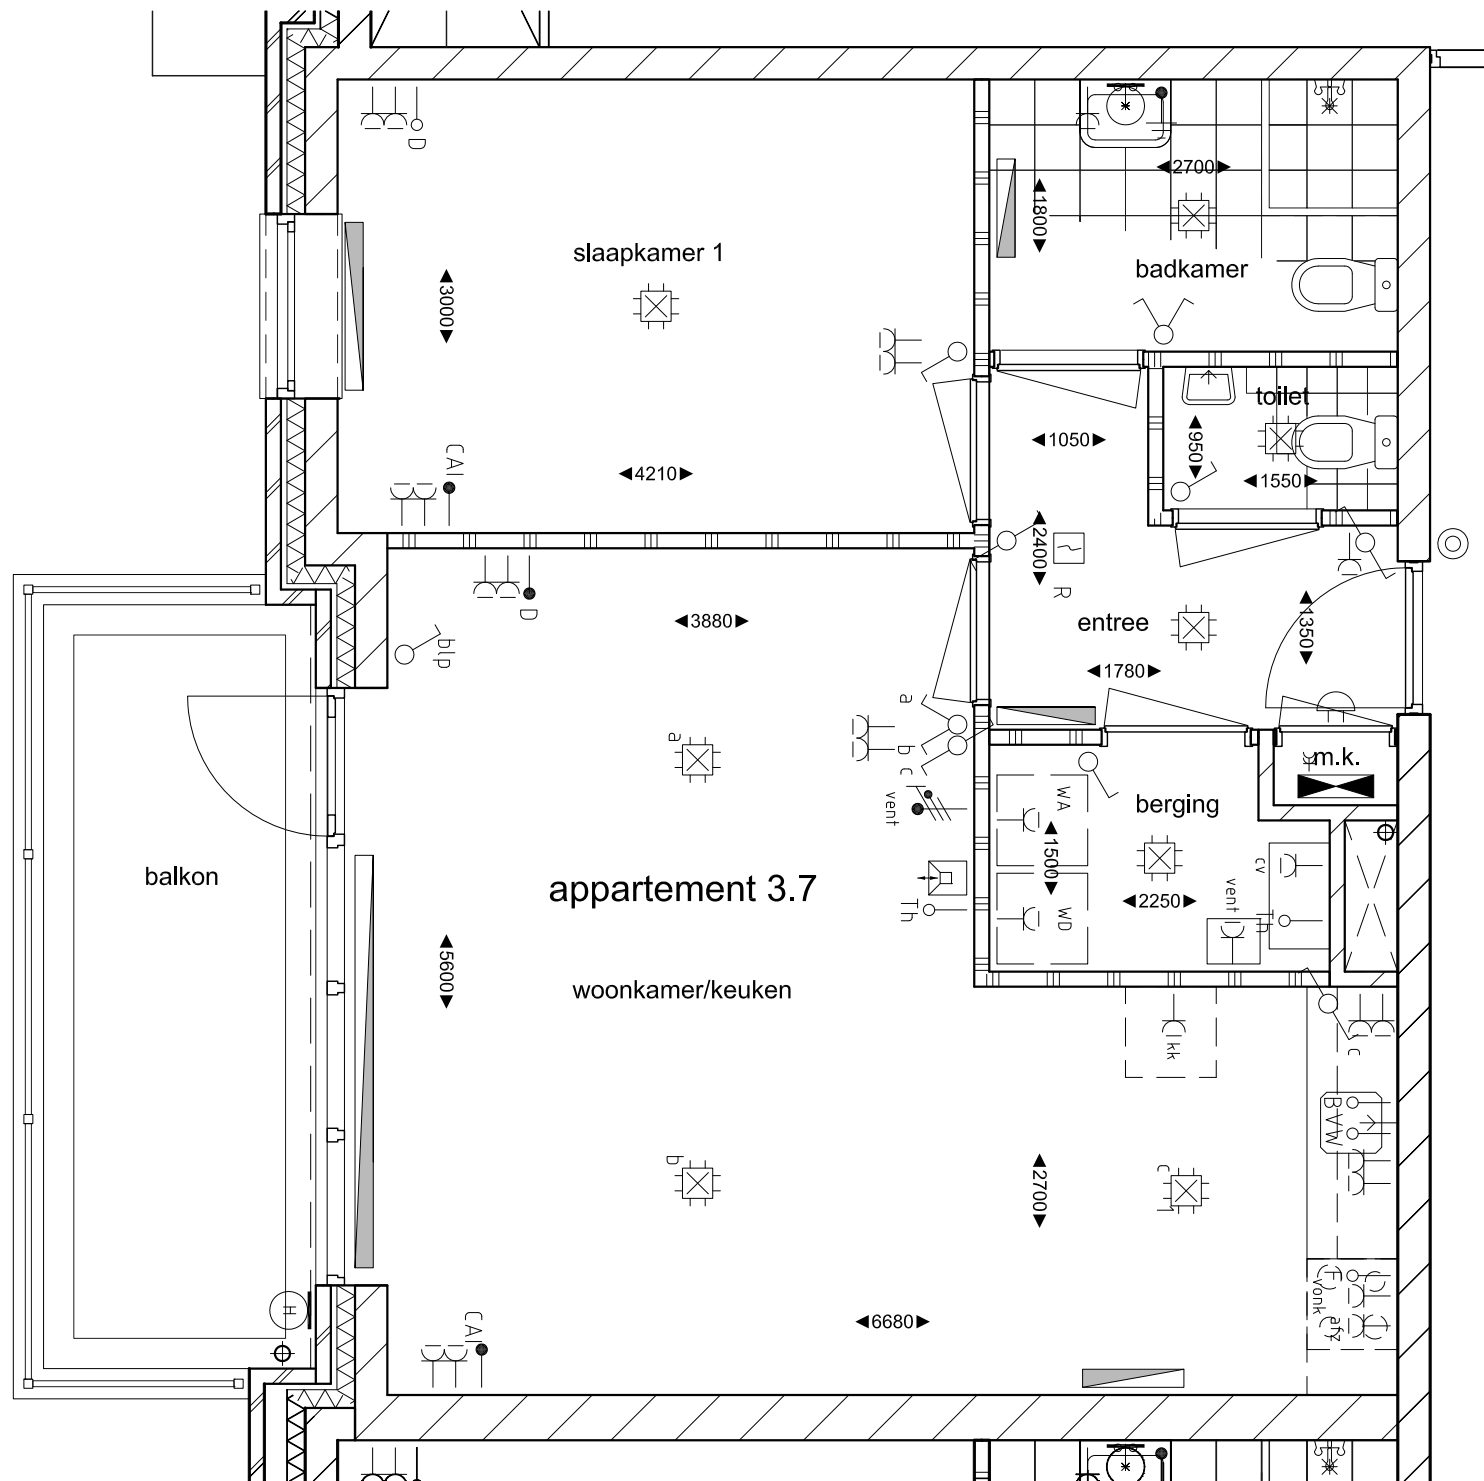 D
2700
1800
slaapkamer 1
badkamer
3000
toilet
950
1050
1550
CAI
4210
2400
R
D
3880
entree
1350
blp
1780
a
a
b
c
vent
m.k.
WA
berging
1500
cv
balkon
appartement 3.7
2250
vent
Th
Th
WD
5600
woonkamer/keuken
kk
c
B
VW
b
2700
c1
H
vonk
(F)
afz
CAI
6680